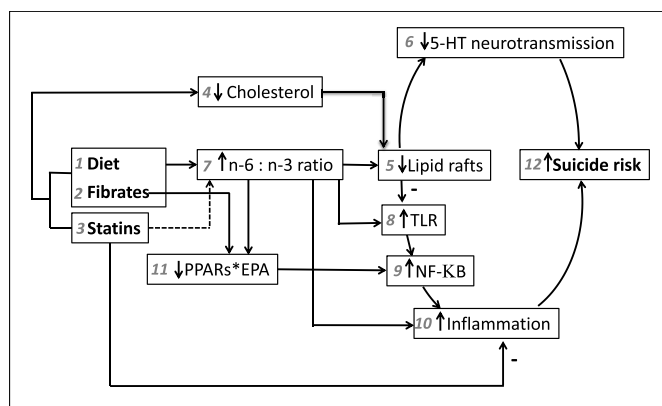 6 ↓5-HT neurotransmission
4 ↓ Cholesterol
1 Diet
7 ↑n-6 : n-3 ratio
5 ↓Lipid rafts
12 ↑Suicide risk
2 Fibrates
-
3 Statins
8 ↑TLR
11 ↓PPARs*EPA
9 ↑NF-KB
10 ↑Inflammation
-